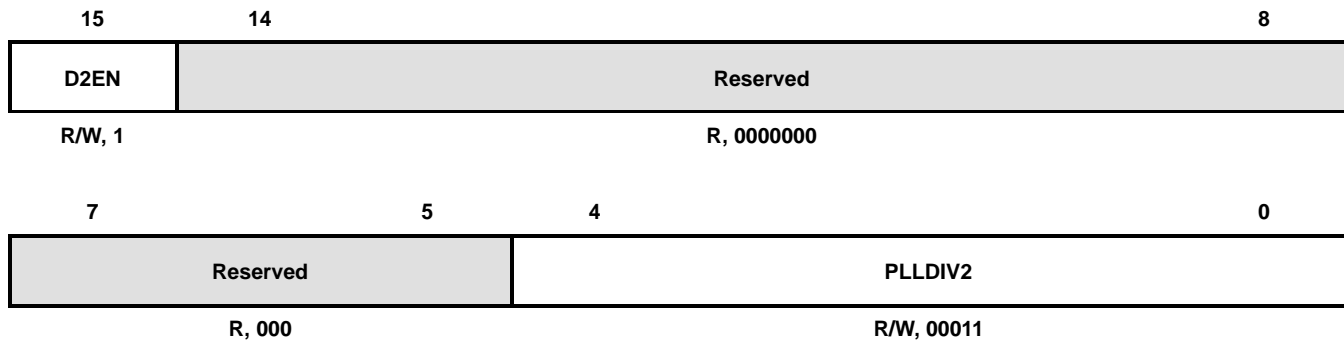 15 14 8
D2EN Reserved
R/W, 1 R, 0000000
7 5 4 0
Reserved PLLDIV2
R, 000 R/W, 00011